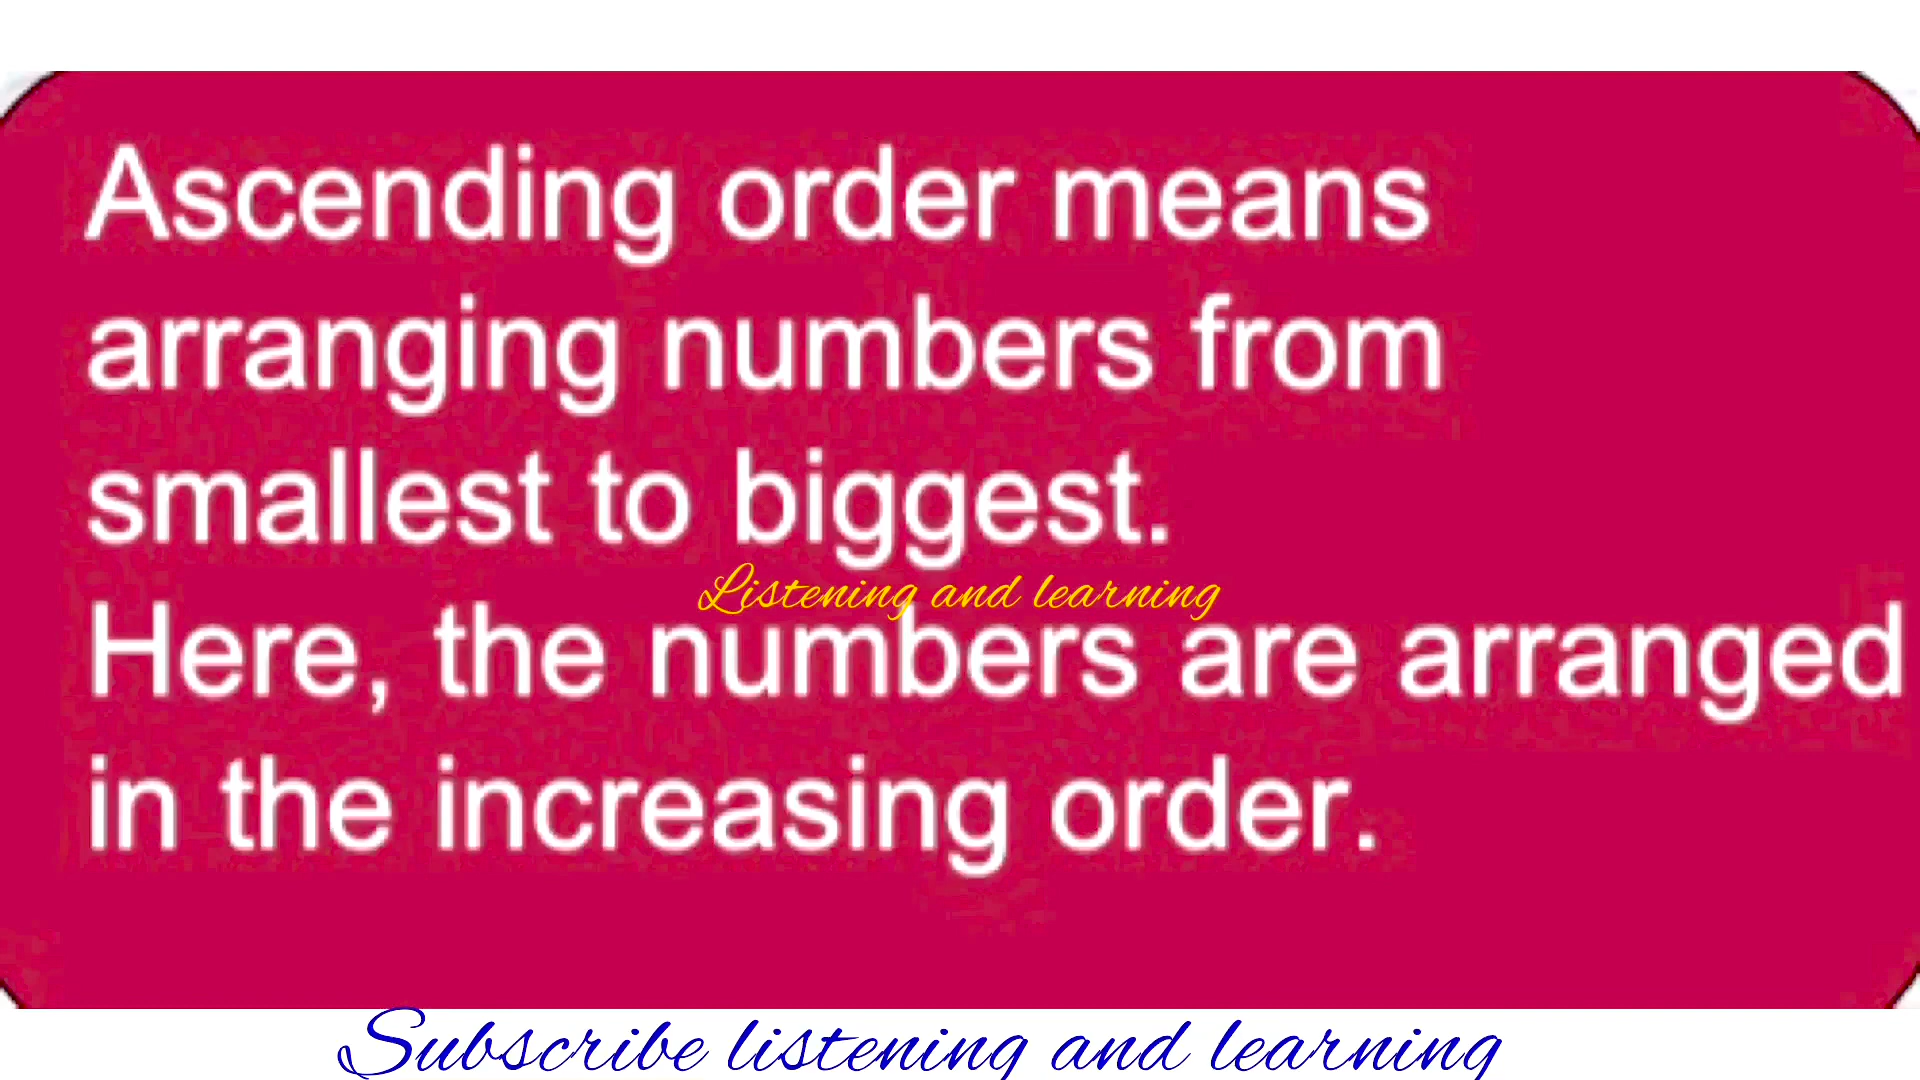 Ascending order means
arranging numbers from
smallest to biggest.
Listening and learning
Here, the numbers are arranged
in the increasing order.
Subscribe listening and learning